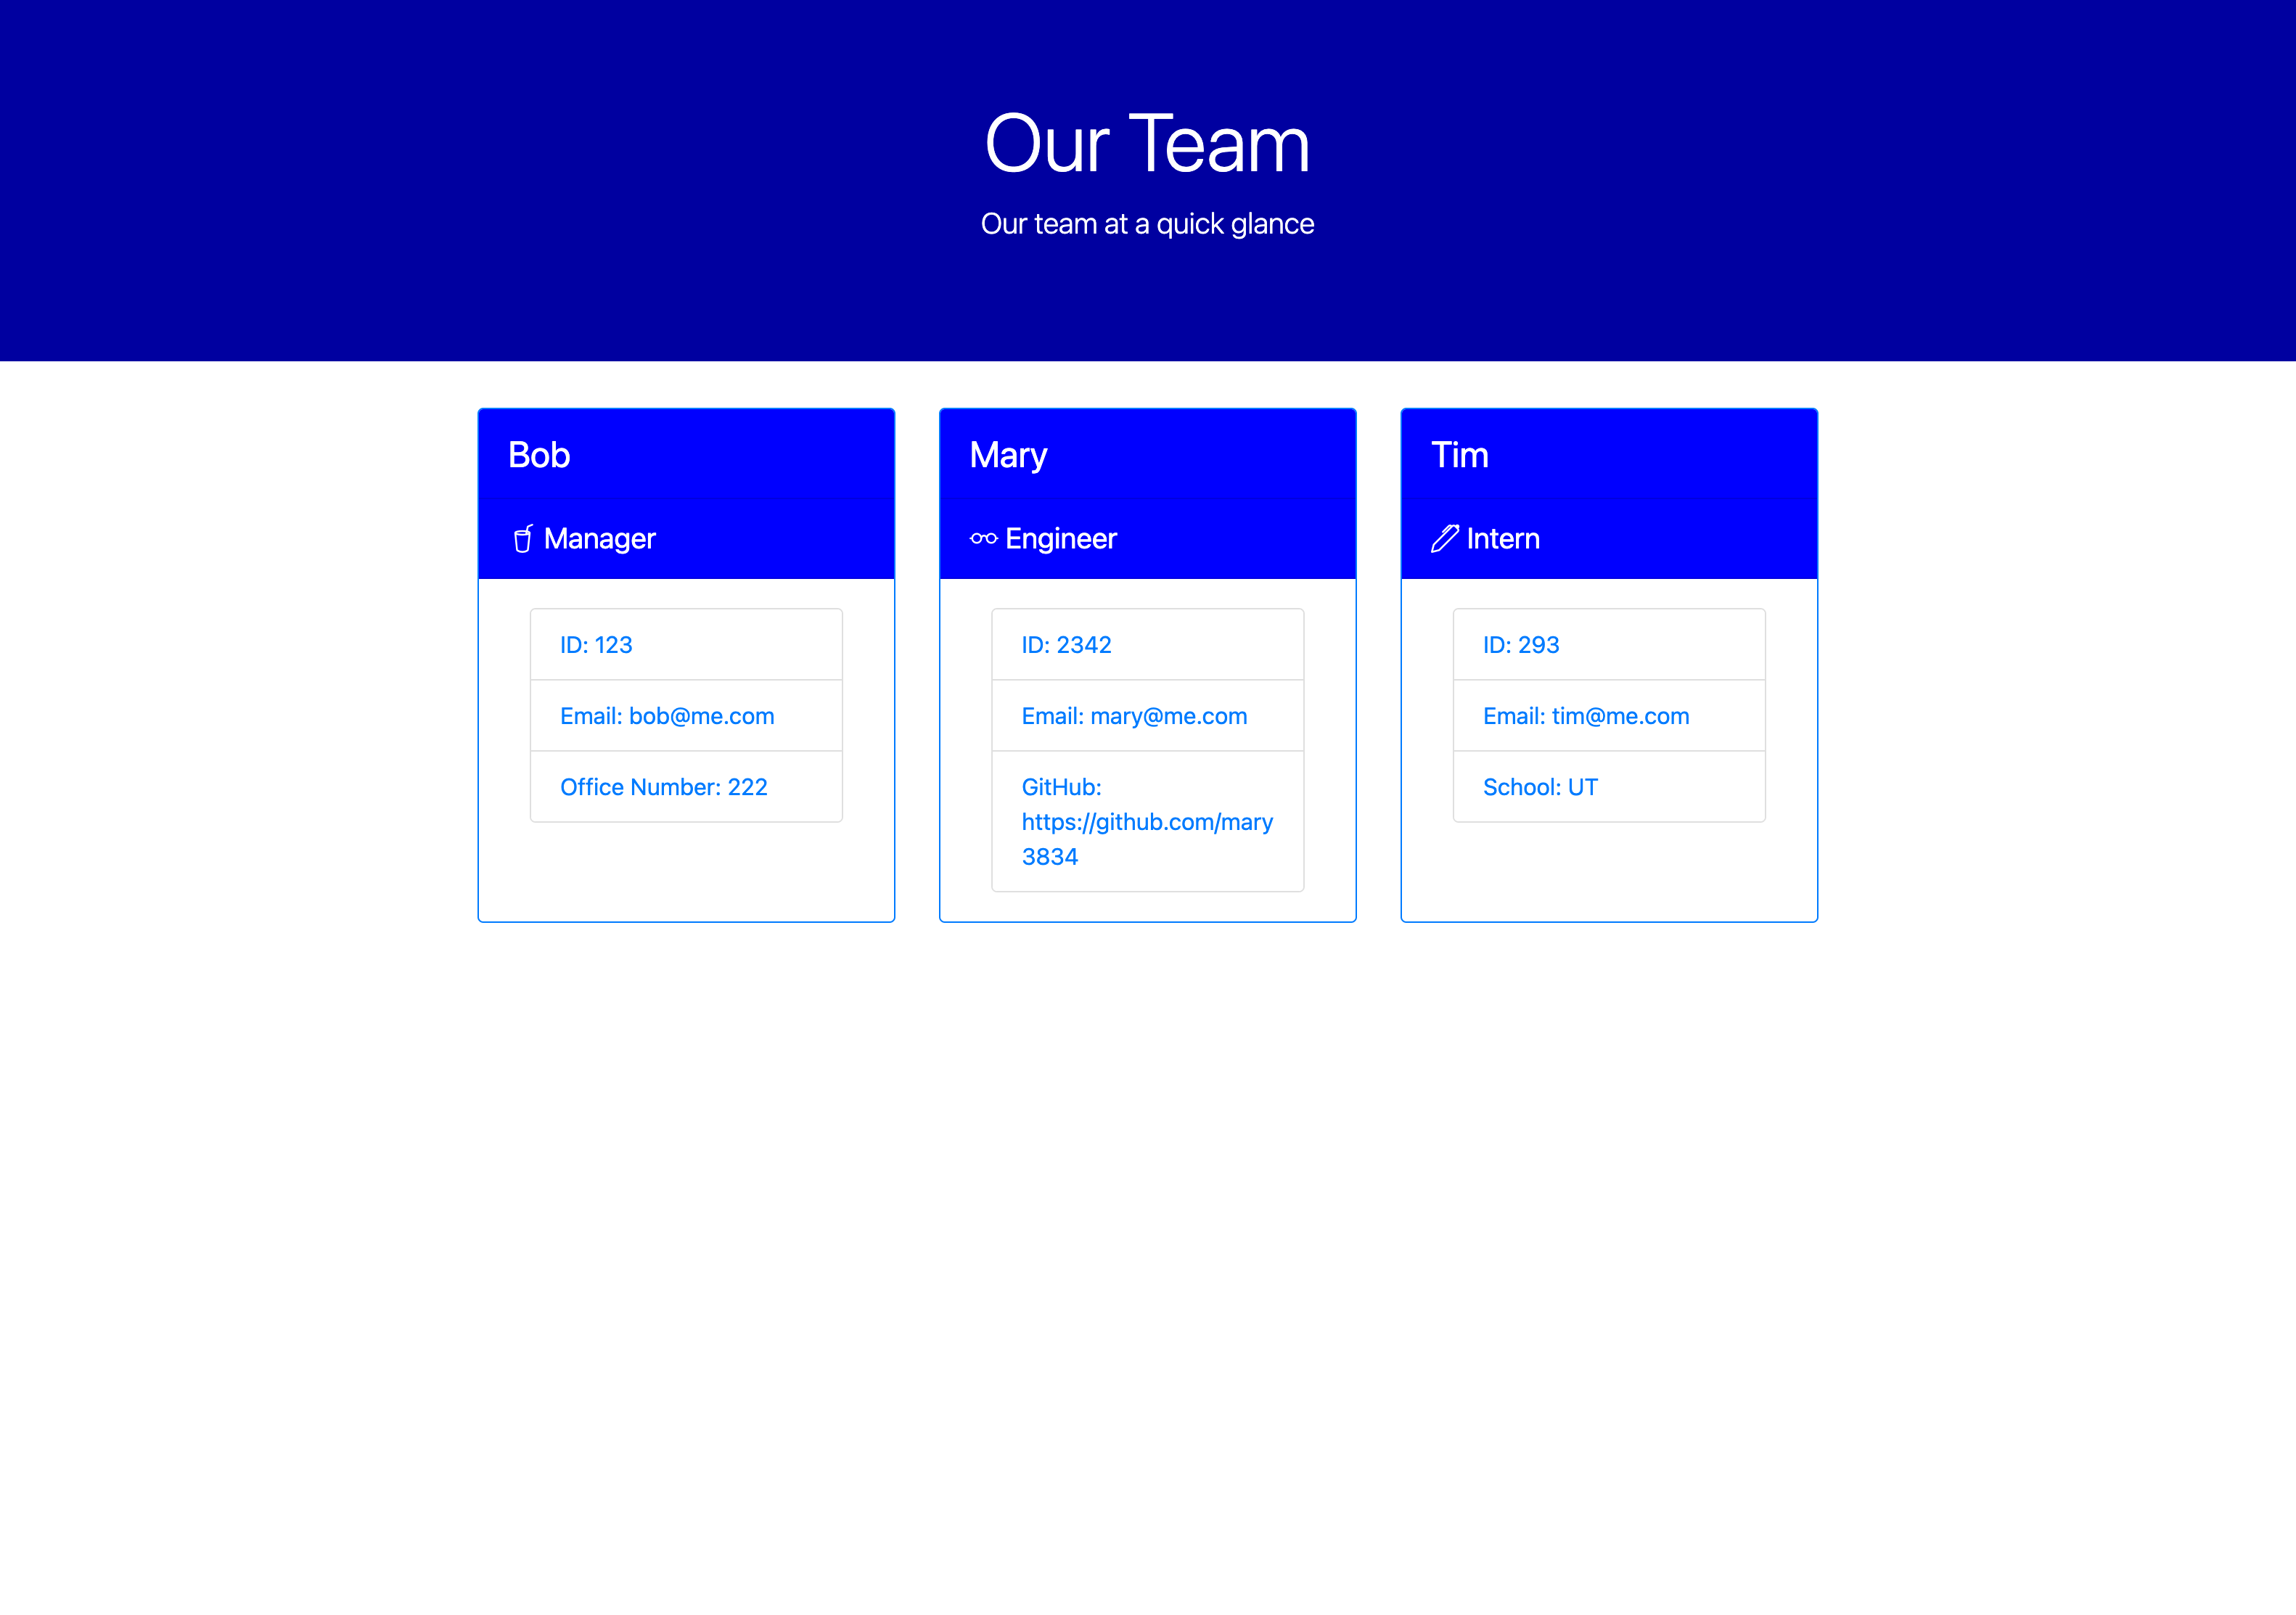 Our Team
Our team at a quick glance
Bob
Manager
ID: 123
Email: bob@me.com
Office Number: 222
Mary
Engineer
ID: 2342
Email: mary@me.com
GitHub:
https://github.com/mary
3834
Tim
Intern
ID: 293
Email: tim@me.com
School: UT